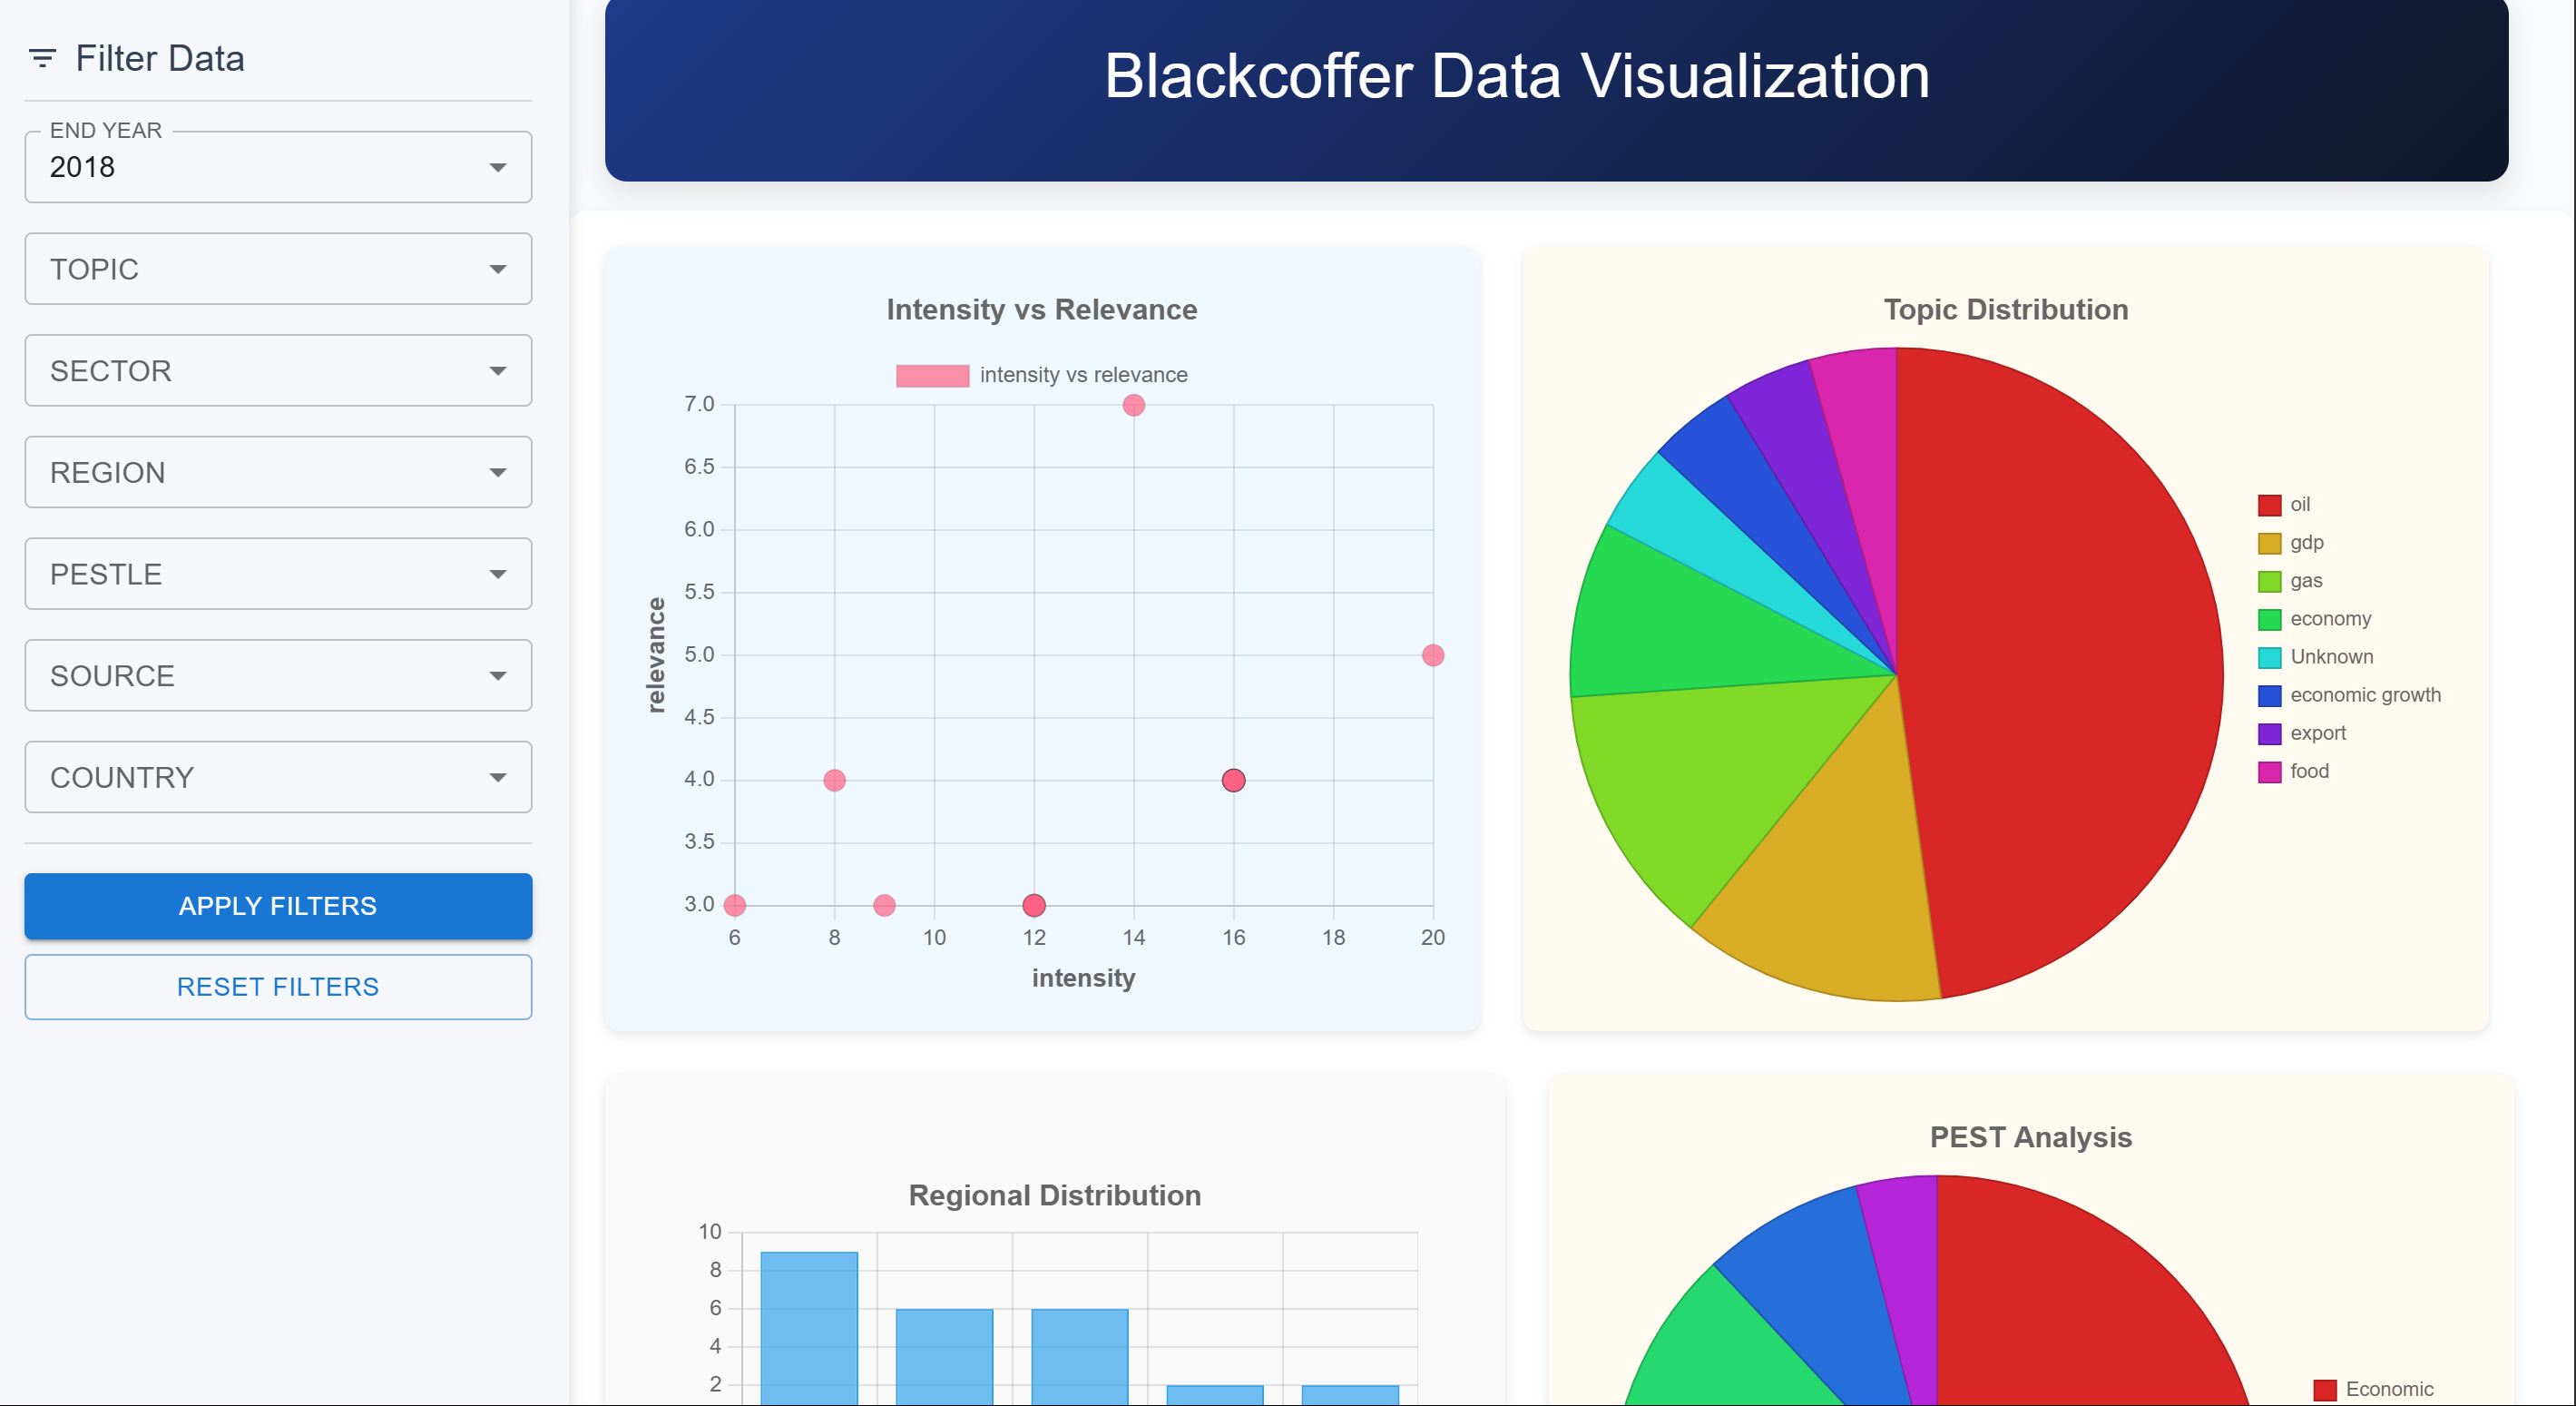 Filter Data
END YEAR
2018
TOPIC
SECTOR
REGION
PESTLE
SOURCE
COUNTRY
APPLY FILTERS
RESET FILTERS
Blackcoffer Data Visualization
Intensity vs Relevance
intensity vs relevance
7.0
6.5
6.0
5.5
5.0
4.5
4.0
3.5
3.0
relevance
6 8 10 12 14 16 18 20
intensity
Topic Distribution
oil
gdp
gas
economy
Unknown
economic growth
export
food
Regional Distribution
10
8
6
4
2
PEST Analysis
Economic